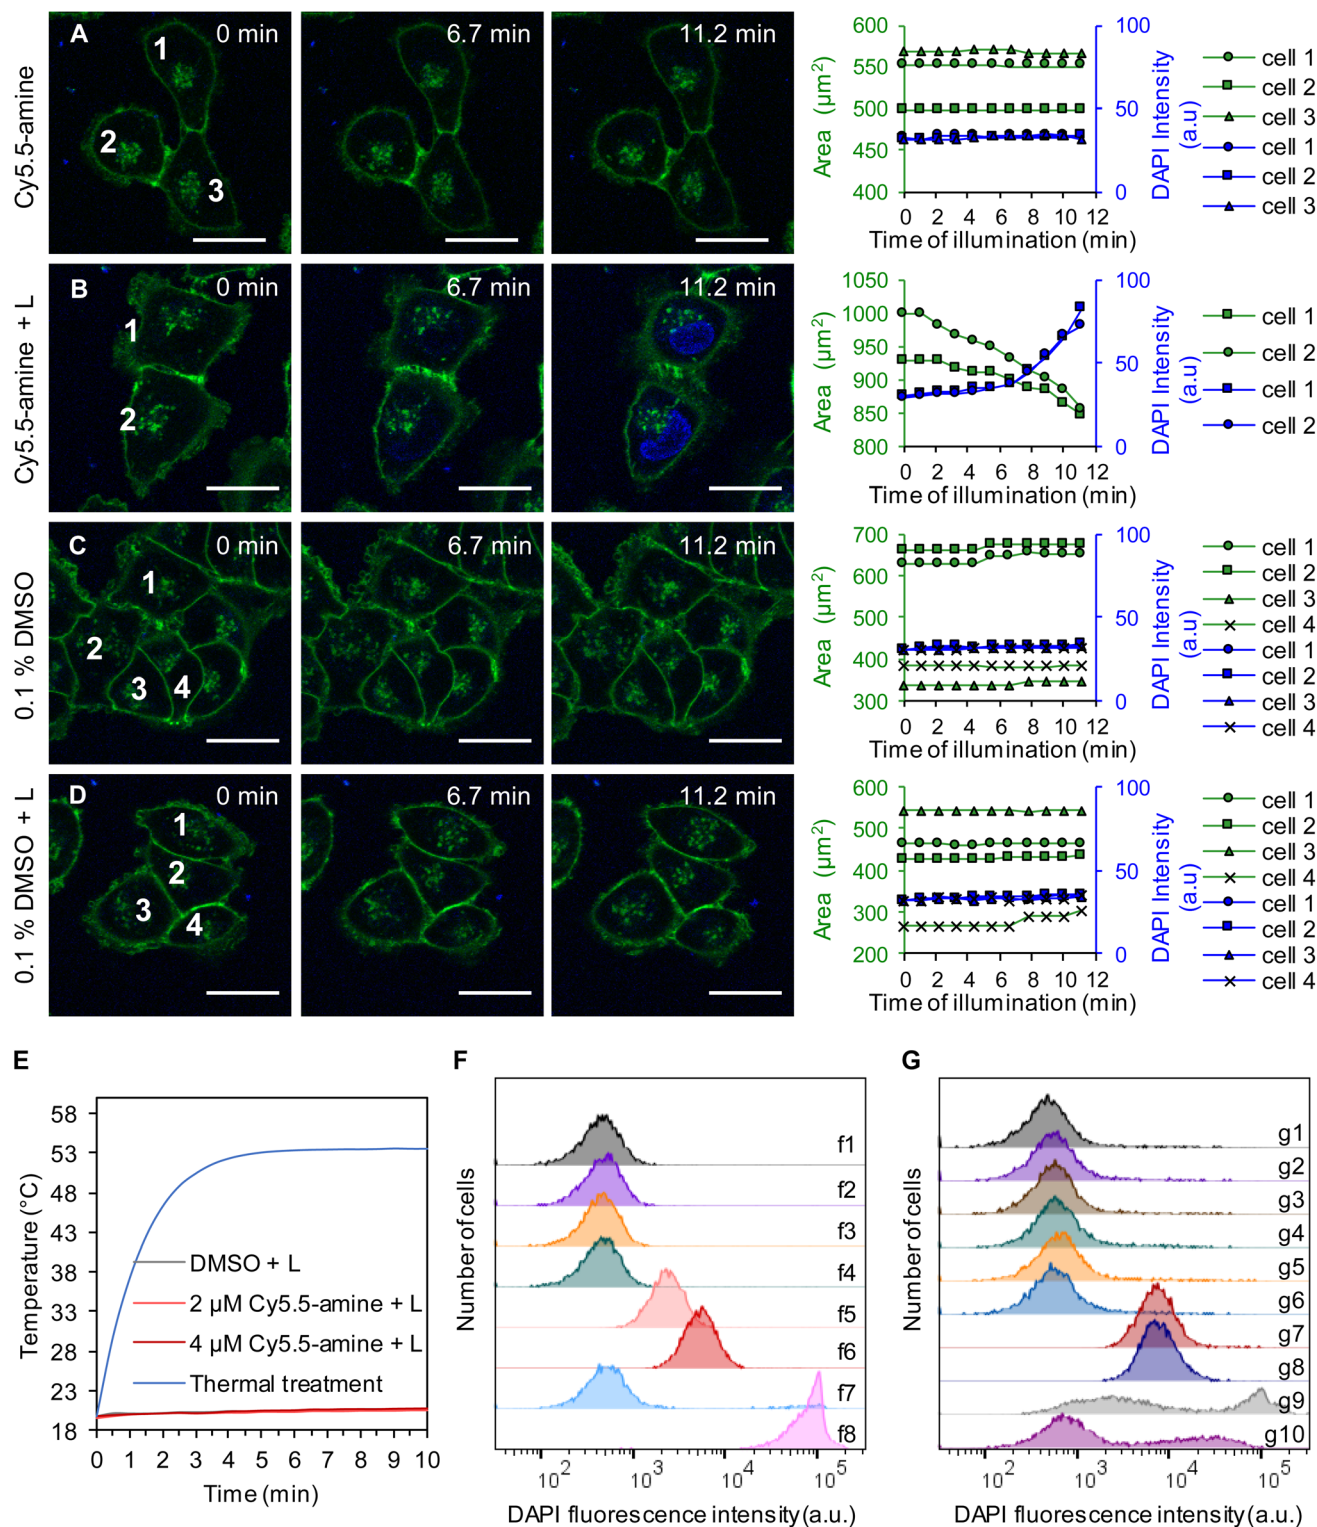 Cy5.5-amine
A
0 min
6.7 min
11.2 min
1
2
3
600
550
500
450
400
Area (µm²)
100
50
0
DAPI Intensity
(a.u)
0 2 4 6 8 10 12
Time of illumination (min)
cell 1
cell 2
cell 3
cell 1
cell 2
cell 3
Cy5.5-amine + L
B
0 min
6.7 min
11.2 min
1
2
1050
1000
950
900
850
800
Area (µm²)
100
50
0
DAPI Intensity
(a.u)
0 2 4 6 8 10 12
Time of illumination (min)
cell 1
cell 2
cell 1
cell 2
0.1 % DMSO
C
0 min
6.7 min
11.2 min
1
2
3
4
700
600
500
400
300
Area (µm²)
100
50
0
DAPI Intensity
(a.u)
0 2 4 6 8 10 12
Time of illumination (min)
cell 1
cell 2
cell 3
cell 4
cell 1
cell 2
cell 3
cell 4
0.1 % DMSO + L
D
0 min
6.7 min
11.2 min
1
2
3
4
600
500
400
300
200
Area (µm²)
100
50
0
DAPI Intensity
(a.u)
0 2 4 6 8 10 12
Time of illumination (min)
cell 1
cell 2
cell 3
cell 4
cell 1
cell 2
cell 3
cell 4
E
58
53
48
43
38
33
28
23
18
Temperature (°C)
DMSO + L
2 µM Cy5.5-amine + L
4 µM Cy5.5-amine + L
Thermal treatment
0 1 2 3 4 5 6 7 8 9 10
Time (min)
F
Number of cells
f1
f2
f3
f4
f5
f6
f7
f8
10² 10³ 10⁴ 10⁵
DAPI fluorescence intensity (a.u.)
G
Number of cells
g1
g2
g3
g4
g5
g6
g7
g8
g9
g10
10² 10³ 10⁴ 10⁵
DAPI fluorescence intensity (a.u.)